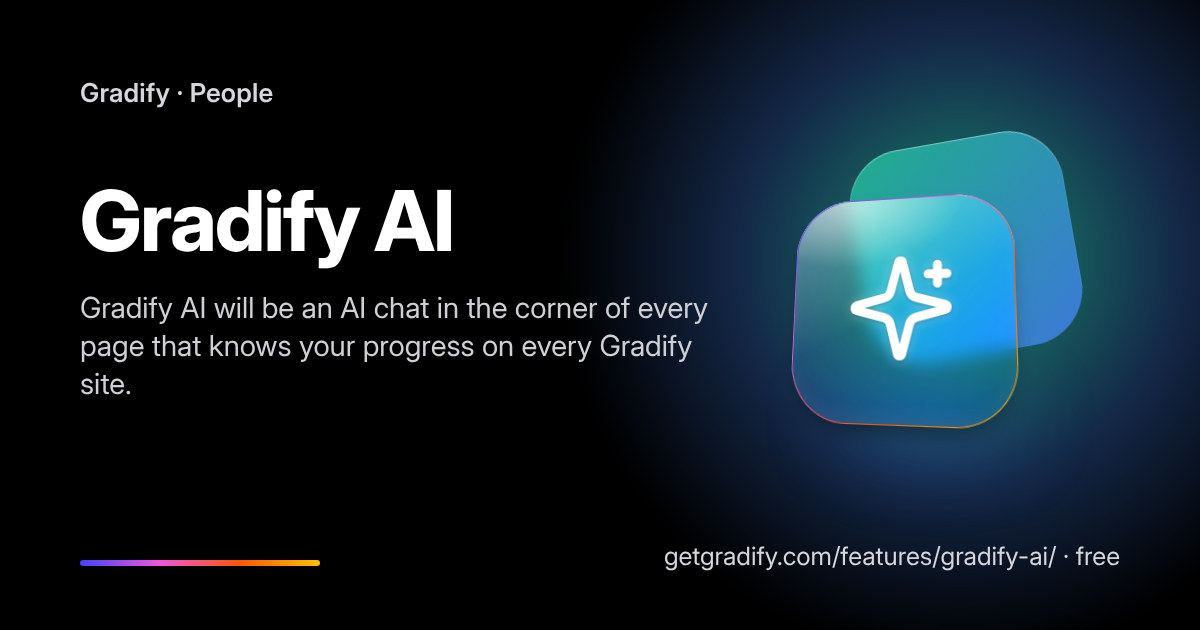 Gradify · People
Gradify AI
Gradify AI will be an AI chat in the corner of every
page that knows your progress on every Gradify
site.
getgradify.com/features/gradify-ai/ · free